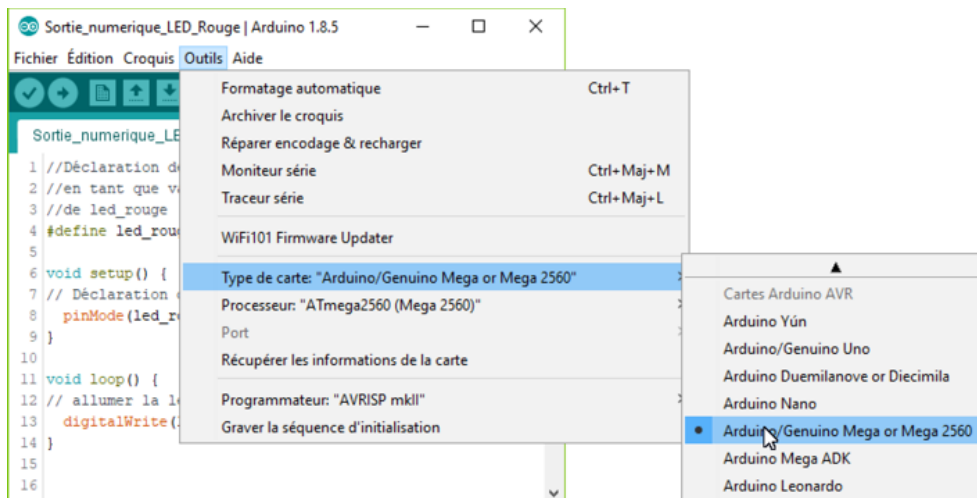 Sortie_numerique_LED_Rouge | Arduino 1.8.5
Fichier Édition Croquis Outils Aide
Sortie_numerique_LE
1 //Déclaration de
2 //en tant que va
3 //de led_rouge
4 #define led_roug
5
6 void setup() {
7 // Déclaration d
8 pinMode(led_ro
9 }
10
11 void loop() {
12 // allumer la le
13 digitalWrite(l
14 }
15
16
Formatage automatique Ctrl+T
Archiver le croquis
Réparer encodage & recharger
Moniteur série Ctrl+Maj+M
Traceur série Ctrl+Maj+L
WiFi101 Firmware Updater
Type de carte: "Arduino/Genuino Mega or Mega 2560"
Processeur: "ATmega2560 (Mega 2560)"
Port
Récupérer les informations de la carte
Programmateur: "AVRISP mkII"
Graver la séquence d'initialisation
Cartes Arduino AVR
Arduino Yún
Arduino/Genuino Uno
Arduino Duemilanove or Diecimila
Arduino Nano
Arduino/Genuino Mega or Mega 2560
Arduino Mega ADK
Arduino Leonardo